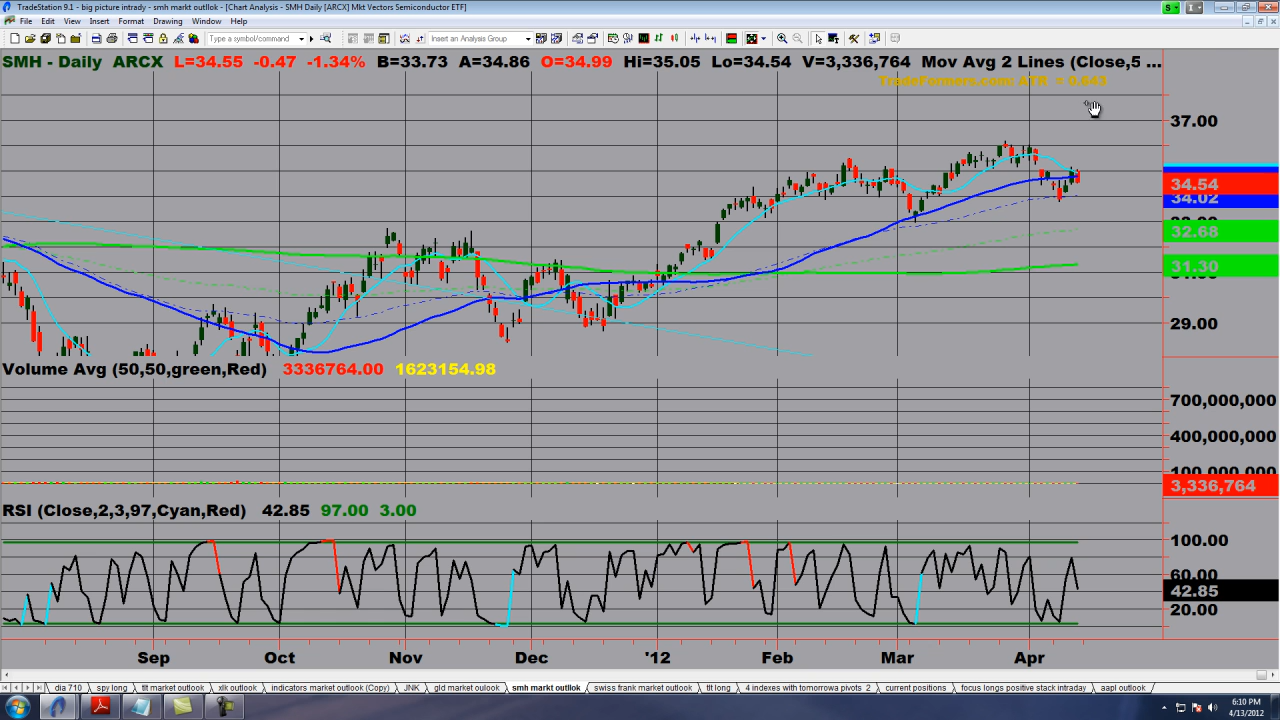 TradeStation 9.1 - big picture intrady - smh markt outllok - [Chart Analysis - SMH Daily [ARCX] Mkt Vectors Semiconductor ETF]
File Edit View Insert Format Drawing Window Help
Type a symbol/command Insert an Analysis Group
SMH - Daily ARCX L=34.55 -0.47 -1.34% B=33.73 A=34.86 O=34.99 Hi=35.05 Lo=34.54 V=3,336,764 Mov Avg 2 Lines (Close,5 ...
37.00
34.54
34.02
32.68
31.30
29.00
Volume Avg (50,50,green,Red) 3336764.00 1623154.98
700,000,000
400,000,000
100,000,000
3,336,764
RSI (Close,2,3,97,Cyan,Red) 42.85 97.00 3.00
100.00
60.00
42.85
20.00
Sep Oct Nov Dec '12 Feb Mar Apr
dia 710 spy long tlt market outlook xlk outlook indicators market outlook (Copy) JNK gld market oulook smh markt outllok swiss frank market outlook tlt long 4 indexes with tomorrowa pivots 2 current positions focus longs positive stack intraday aapl outlook
6:10 PM
4/13/2012